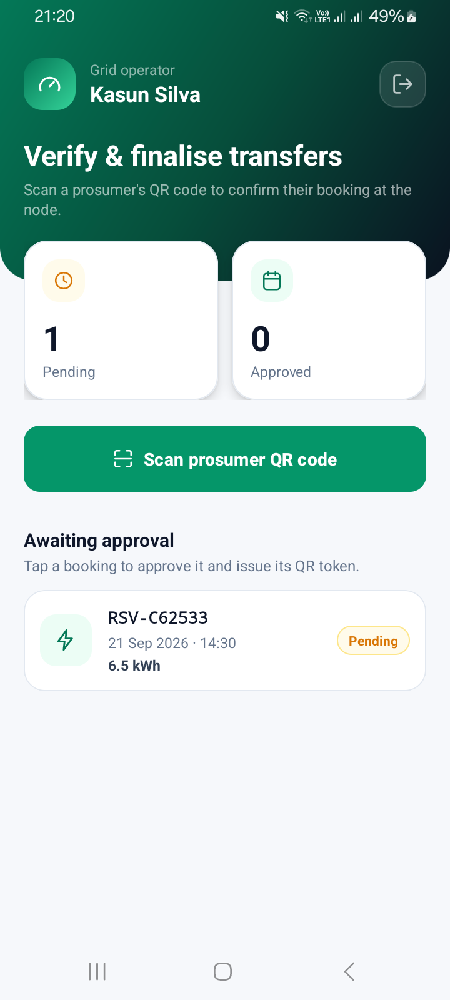 21:20
Vo)) LTE1
49%
Grid operator
Kasun Silva
Verify & finalise transfers
Scan a prosumer's QR code to confirm their booking at the
node.
1
Pending
0
Approved
Scan prosumer QR code
Awaiting approval
Tap a booking to approve it and issue its QR token.
RSV-C62533
21 Sep 2026 · 14:30
6.5 kWh
Pending